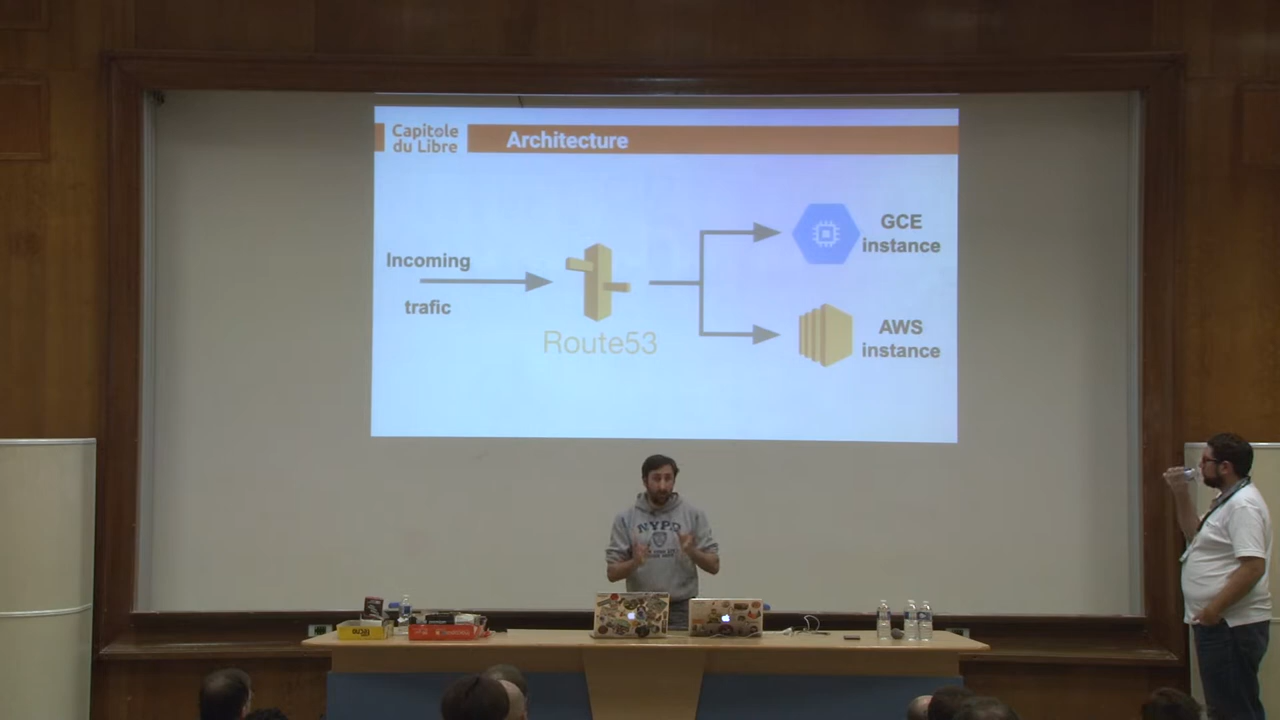 Capitole
du Libre
Architecture
GCE
instance
Incoming
trafic
Route53
AWS
instance
NYPD